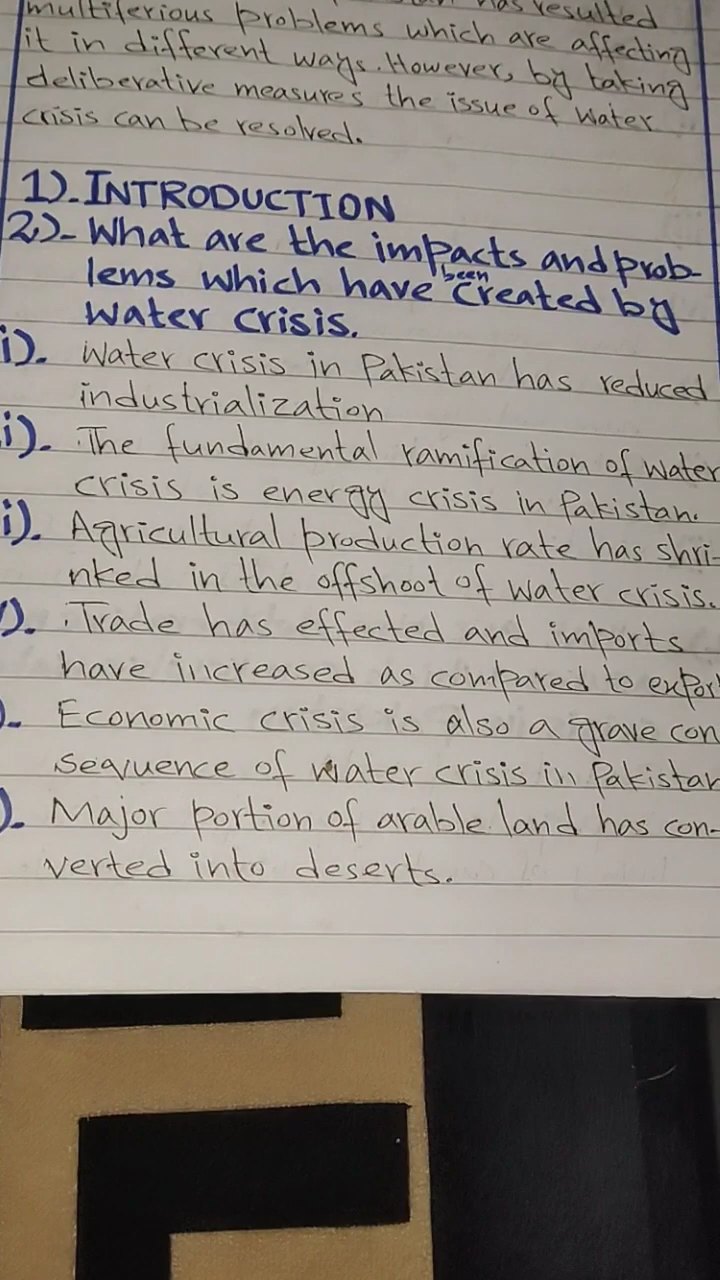 has resulted
multiferious problems which are affecting
it in different ways. However, by taking
deliberative measures the issue of water
crisis can be resolved.
1). INTRODUCTION
2)- What are the impacts and prob-
lems which have been created by
water crisis.
i). Water crisis in Pakistan has reduced
industrialization
i). The fundamental ramification of water
crisis is energy crisis in Pakistan.
i). Agricultural production rate has shri-
nked in the offshoot of water crisis.
). Trade has effected and imports
have increased as compared to expor
)- Economic crisis is also a grave con
sequence of water crisis in Pakistan
). Major portion of arable land has con-
verted into deserts.